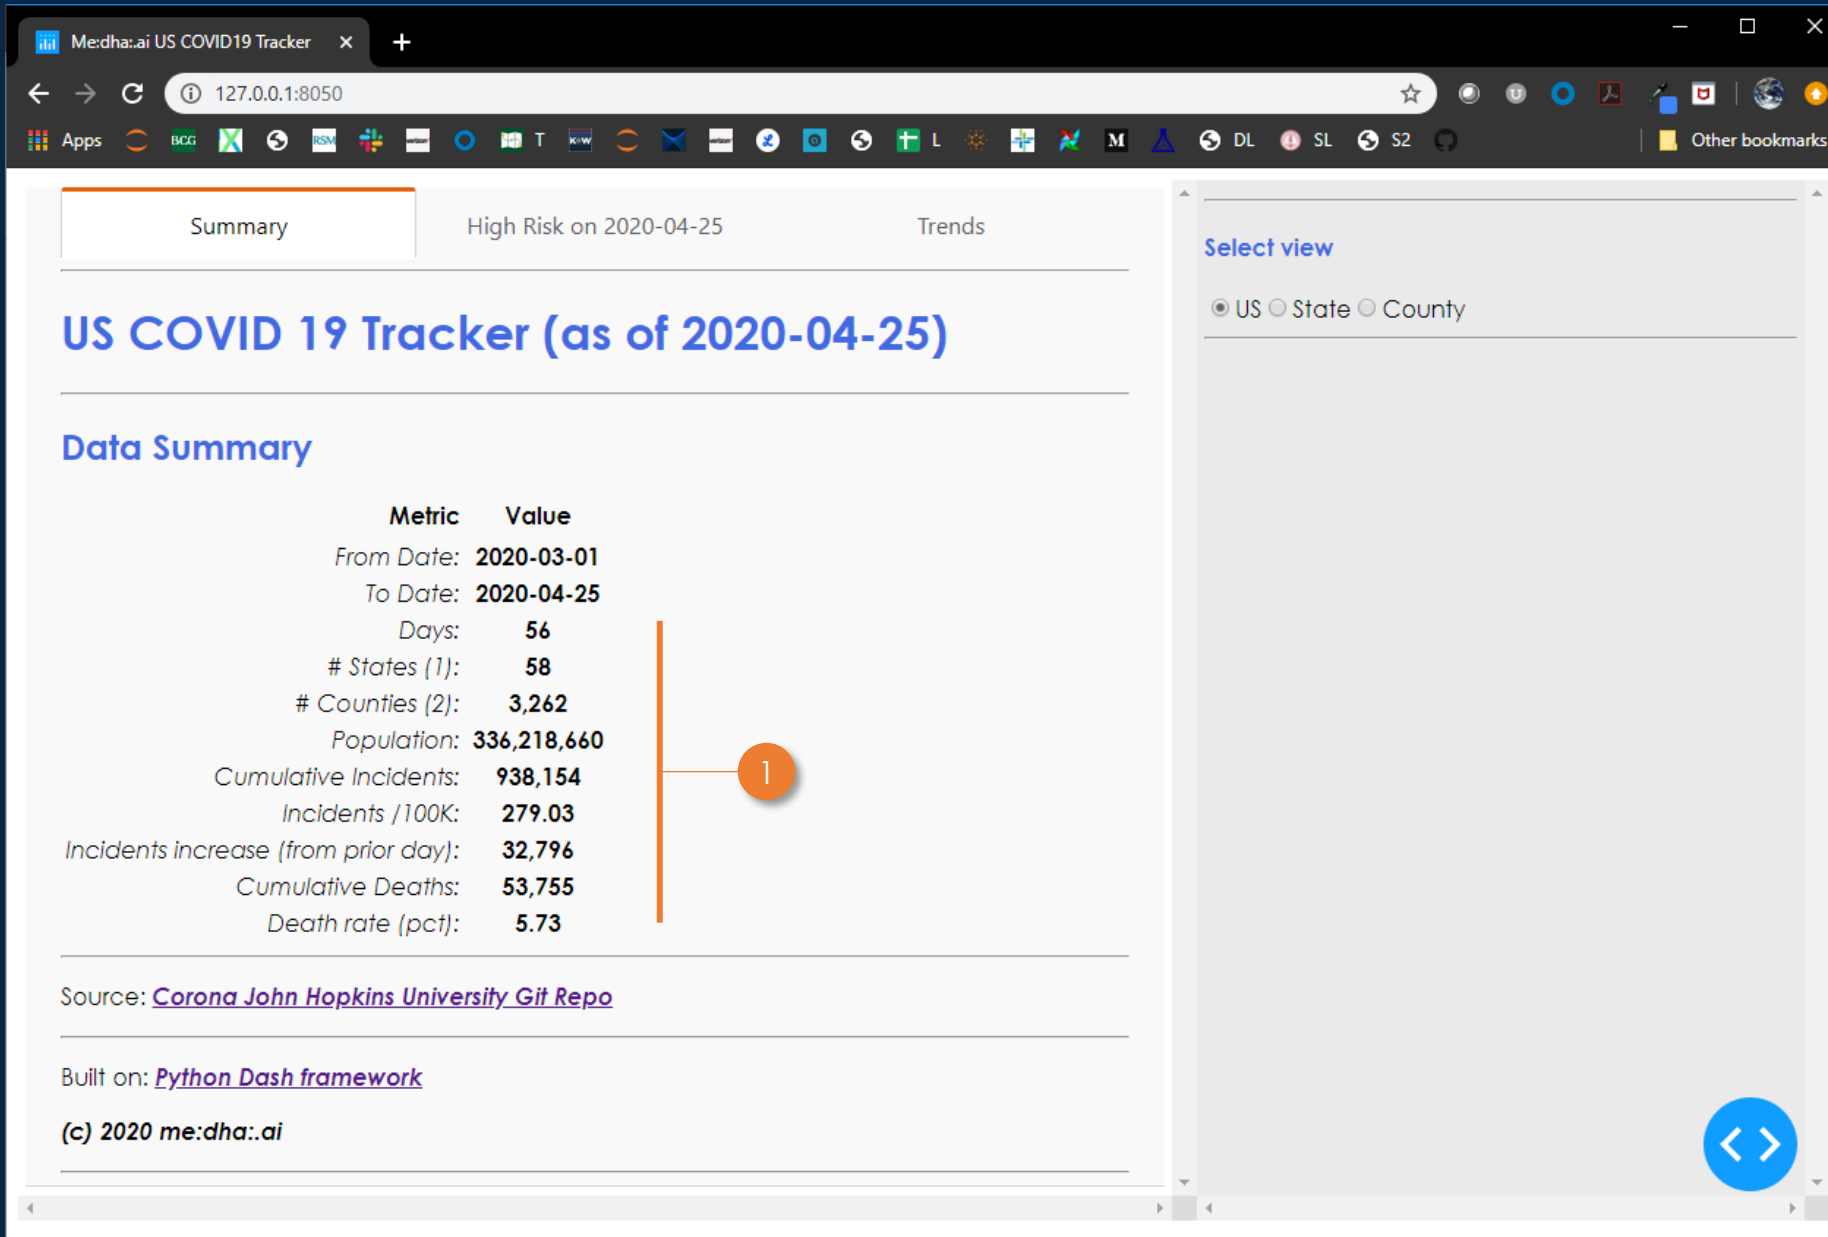 Me:dha:.ai US COVID19 Tracker
127.0.0.1:8050
Apps BCG RSM T K+W L M DL SL S2 Other bookmarks
Summary High Risk on 2020-04-25 Trends
US COVID 19 Tracker (as of 2020-04-25)
Data Summary
Metric Value
From Date: 2020-03-01
To Date: 2020-04-25
Days: 56
# States (1): 58
# Counties (2): 3,262
Population: 336,218,660
Cumulative Incidents: 938,154
Incidents /100K: 279.03
Incidents increase (from prior day): 32,796
Cumulative Deaths: 53,755
Death rate (pct): 5.73
1
Source: Corona John Hopkins University Git Repo
Built on: Python Dash framework
(c) 2020 me:dha:.ai
Select view
US State County